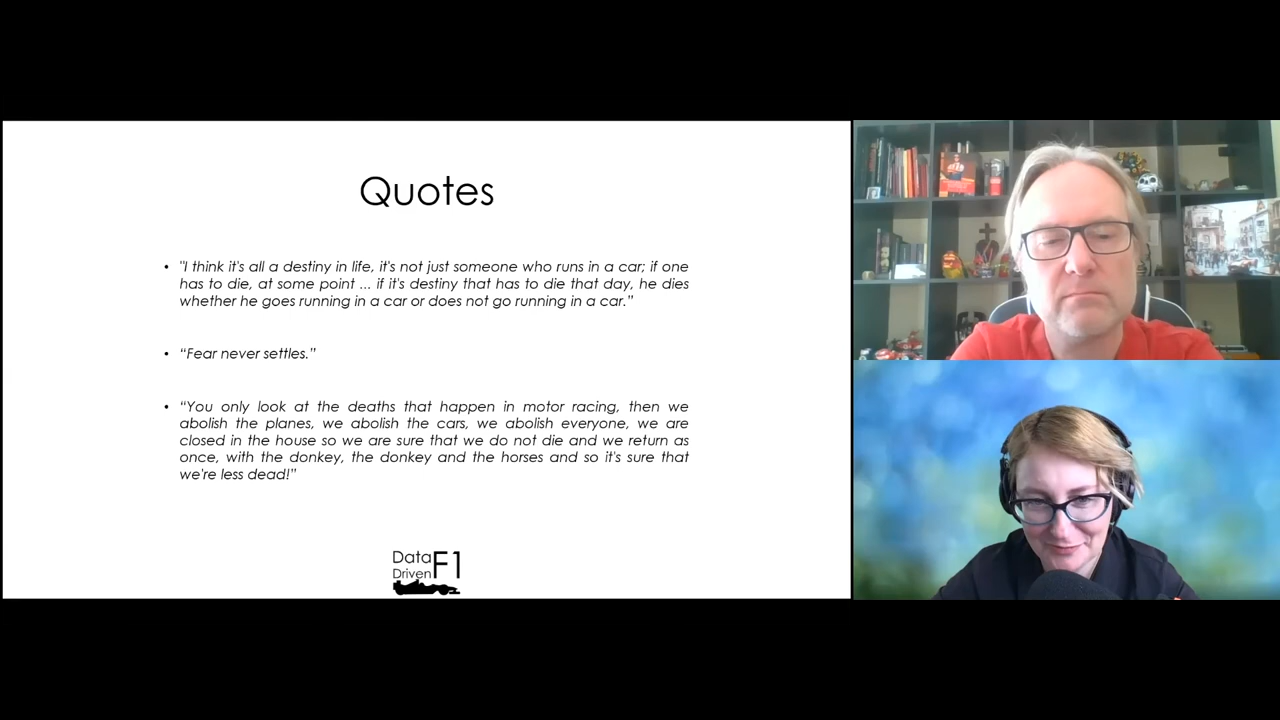 Quotes
• "I think it's all a destiny in life, it's not just someone who runs in a car; if one
has to die, at some point ... if it's destiny that has to die that day, he dies
whether he goes running in a car or does not go running in a car.”
• “Fear never settles.”
• “You only look at the deaths that happen in motor racing, then we
abolish the planes, we abolish the cars, we abolish everyone, we are
closed in the house so we are sure that we do not die and we return as
once, with the donkey, the donkey and the horses and so it's sure that
we're less dead!”
Data
Driven F1